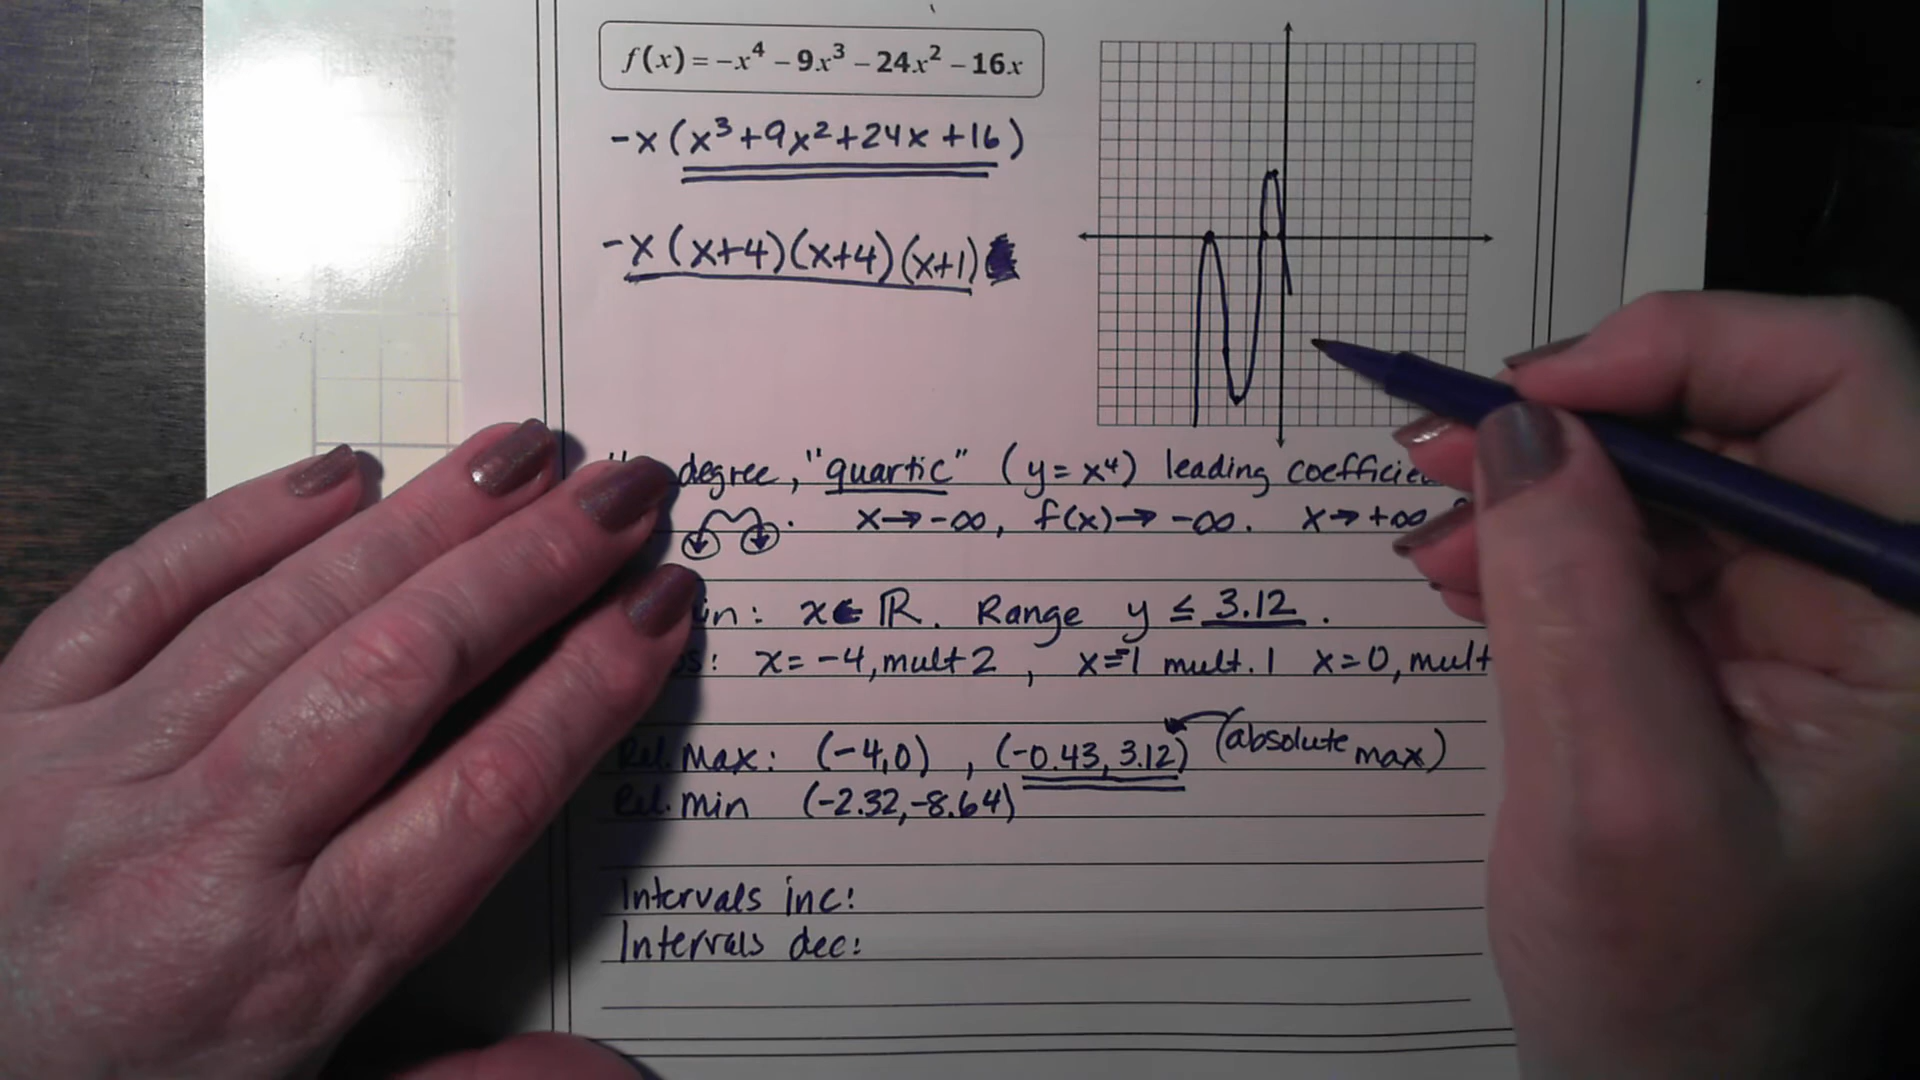 f(x) = -x⁴ - 9x³ - 24x² - 16x
-x(x³+9x²+24x+16)
-x(x+4)(x+4)(x+1)
degree, "quartic" (y=x⁴) leading
x→-∞, f(x)→-∞. x→+∞
x∈ℝ. Range y ≤ 3.12.
x=-4, mult 2, x=-1 mult. 1 x=0, mult
Rel. Max: (-4,0), (-0.43, 3.12) (absolute max)
Rel. Min (-2.32,-8.64)
Intervals inc:
Intervals dec: